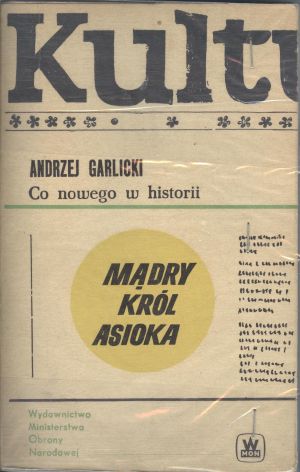 Kultu
ANDRZEJ GARLICKI
Co nowego w historii
MĄDRY
KRÓL
ASIOKA
Wydawnictwo
Ministerstwa
Obrony
Narodowej
W
MON